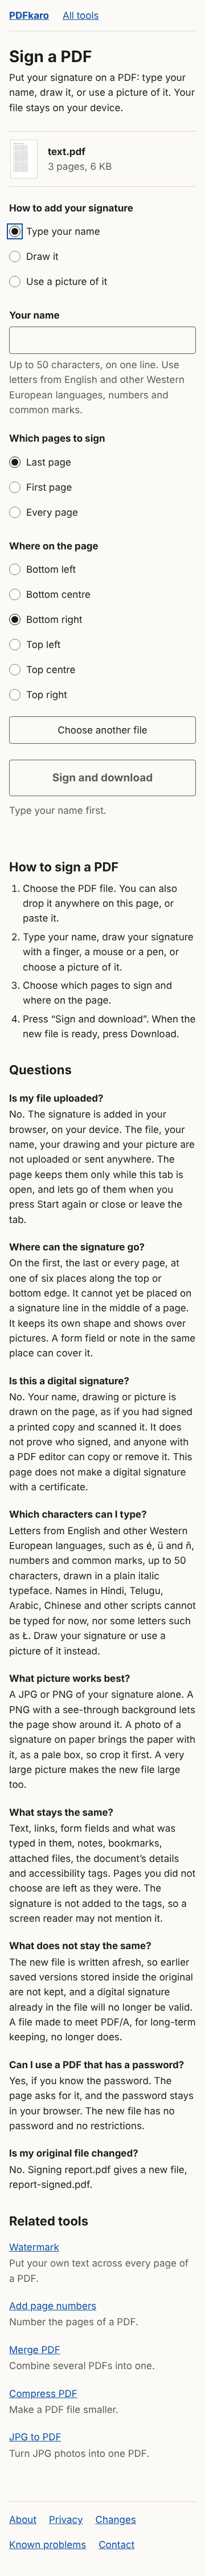 PDFkaro All tools
Sign a PDF
Put your signature on a PDF: type your
name, draw it, or use a picture of it. Your
file stays on your device.
text.pdf
3 pages, 6 KB
How to add your signature
Type your name
Draw it
Use a picture of it
Your name
Up to 50 characters, on one line. Use
letters from English and other Western
European languages, numbers and
common marks.
Which pages to sign
Last page
First page
Every page
Where on the page
Bottom left
Bottom centre
Bottom right
Top left
Top centre
Top right
Choose another file
Sign and download
Type your name first.
How to sign a PDF
1. Choose the PDF file. You can also
drop it anywhere on this page, or
paste it.
2. Type your name, draw your signature
with a finger, a mouse or a pen, or
choose a picture of it.
3. Choose which pages to sign and
where on the page.
4. Press “Sign and download”. When the
new file is ready, press Download.
Questions
Is my file uploaded?
No. The signature is added in your
browser, on your device. The file, your
name, your drawing and your picture are
not uploaded or sent anywhere. The
page keeps them only while this tab is
open, and lets go of them when you
press Start again or close or leave the
tab.
Where can the signature go?
On the first, the last or every page, at
one of six places along the top or
bottom edge. It cannot yet be placed on
a signature line in the middle of a page.
It keeps its own shape and shows over
pictures. A form field or note in the same
place can cover it.
Is this a digital signature?
No. Your name, drawing or picture is
drawn on the page, as if you had signed
a printed copy and scanned it. It does
not prove who signed, and anyone with
a PDF editor can copy or remove it. This
page does not make a digital signature
with a certificate.
Which characters can I type?
Letters from English and other Western
European languages, such as é, ü and ñ,
numbers and common marks, up to 50
characters, drawn in a plain italic
typeface. Names in Hindi, Telugu,
Arabic, Chinese and other scripts cannot
be typed for now, nor some letters such
as Ł. Draw your signature or use a
picture of it instead.
What picture works best?
A JPG or PNG of your signature alone. A
PNG with a see-through background lets
the page show around it. A photo of a
signature on paper brings the paper with
it, as a pale box, so crop it first. A very
large picture makes the new file large
too.
What stays the same?
Text, links, form fields and what was
typed in them, notes, bookmarks,
attached files, the document’s details
and accessibility tags. Pages you did not
choose are left as they were. The
signature is not added to the tags, so a
screen reader may not mention it.
What does not stay the same?
The new file is written afresh, so earlier
saved versions stored inside the original
are not kept, and a digital signature
already in the file will no longer be valid.
A file made to meet PDF/A, for long-term
keeping, no longer does.
Can I use a PDF that has a password?
Yes, if you know the password. The
page asks for it, and the password stays
in your browser. The new file has no
password and no restrictions.
Is my original file changed?
No. Signing report.pdf gives a new file,
report-signed.pdf.
Related tools
Watermark
Put your own text across every page of
a PDF.
Add page numbers
Number the pages of a PDF.
Merge PDF
Combine several PDFs into one.
Compress PDF
Make a PDF file smaller.
JPG to PDF
Turn JPG photos into one PDF.
About Privacy Changes
Known problems Contact